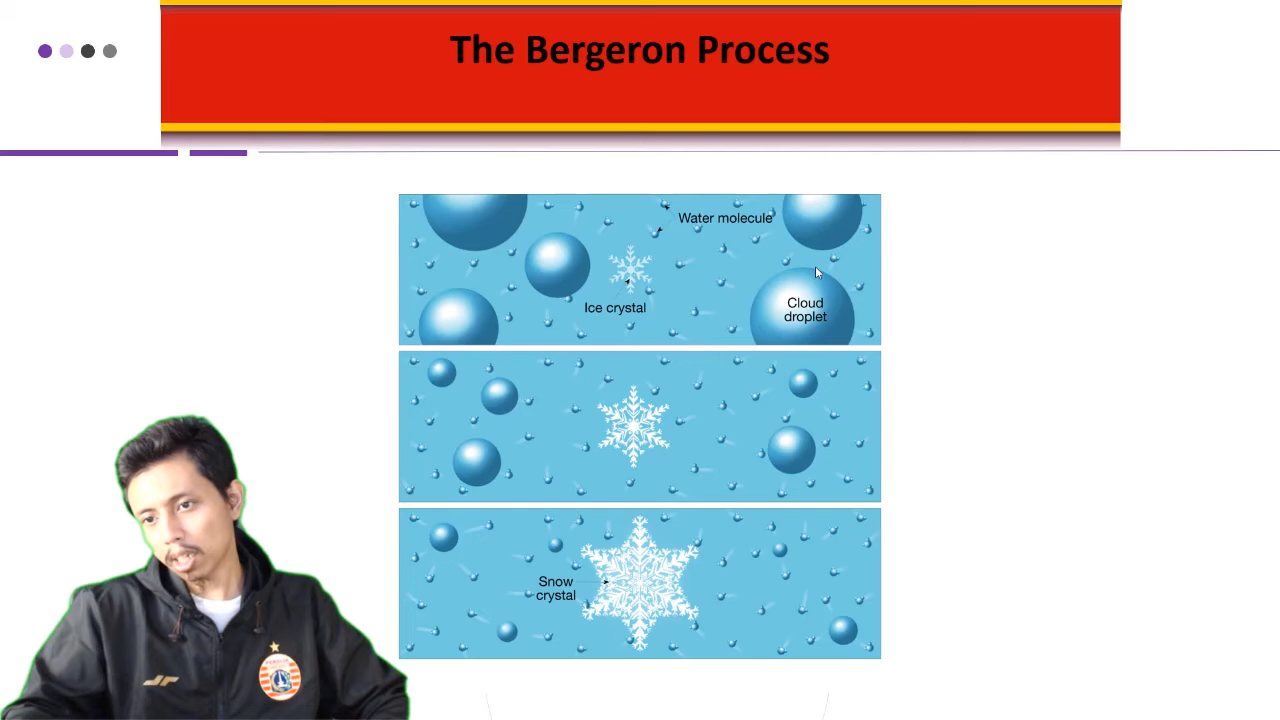 The Bergeron Process
Water molecule
Ice crystal
Cloud
droplet
Snow
crystal